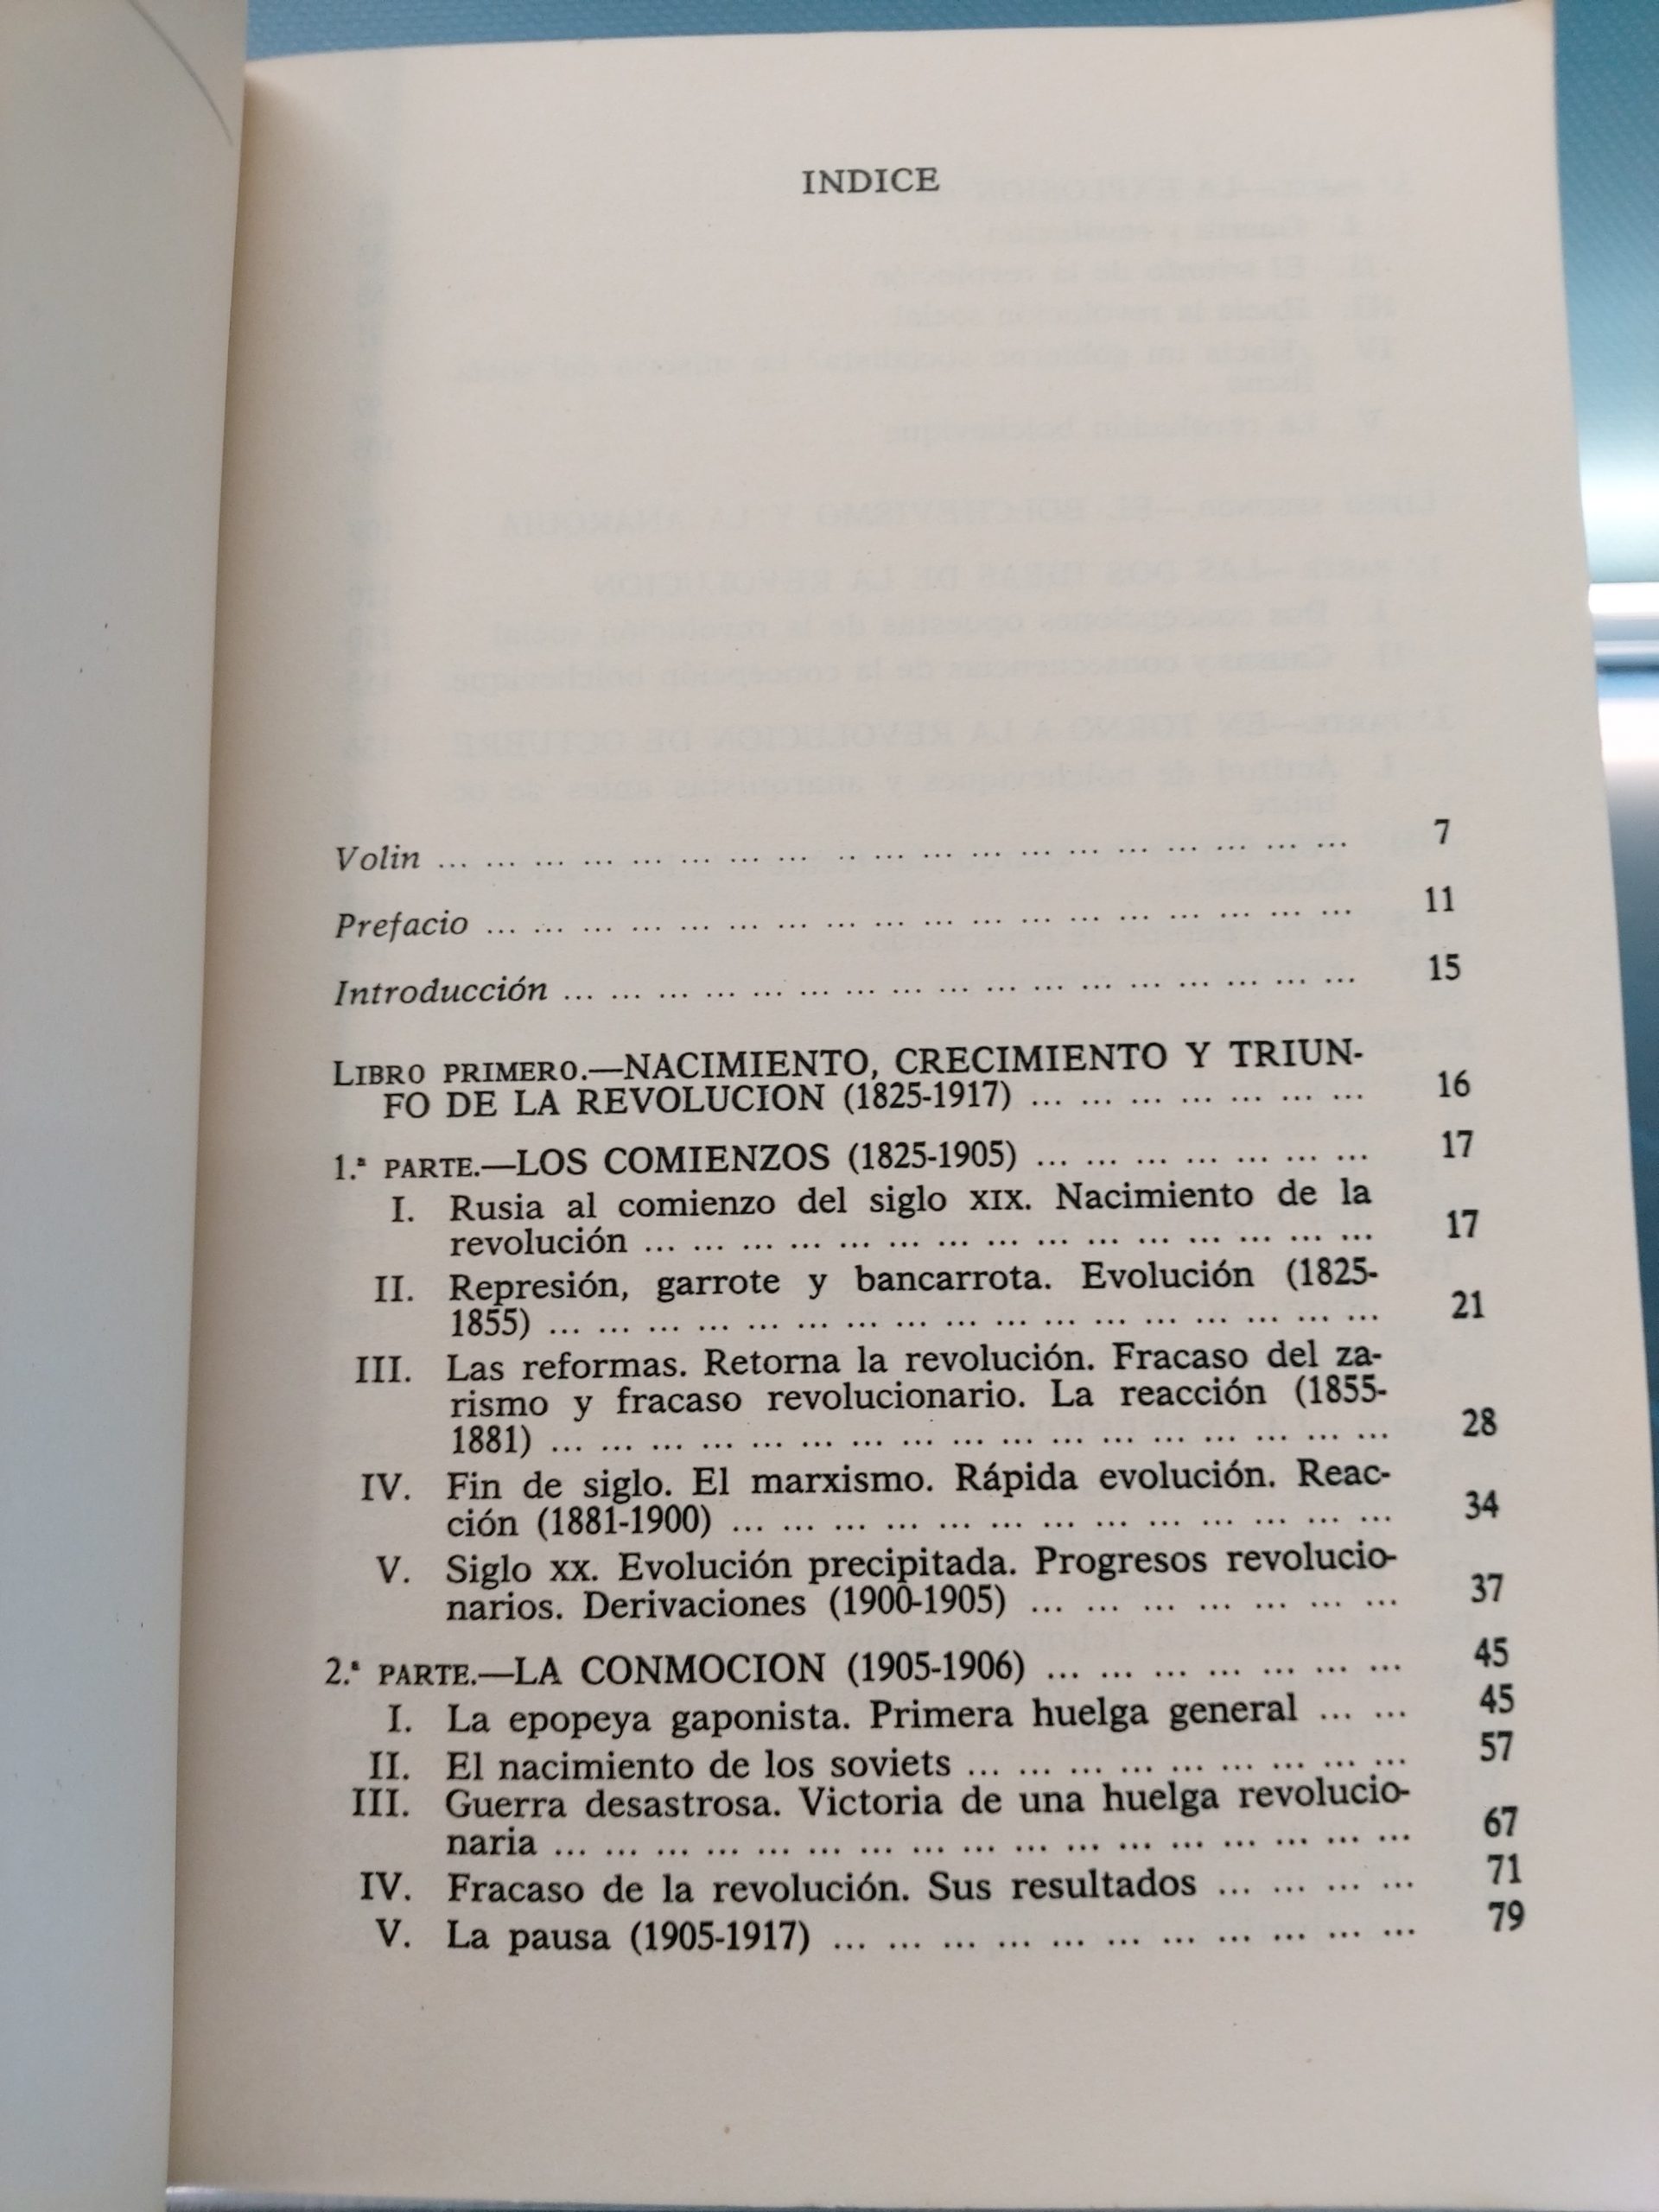 INDICE
Volin ... ... ... ... ... ... ... ... .. ... ... ... ... ... ... ... ... ... ... 7
Prefacio ... ... ... ... ... ... ... ... ... ... ... ... ... ... ... ... ... ... 11
Introducción ... ... ... ... ... ... ... ... ... ... ... ... ... ... ... ... ... 15
LIBRO PRIMERO.—NACIMIENTO, CRECIMIENTO Y TRIUN-
FO DE LA REVOLUCION (1825-1917) ... ... ... ... ... ... ... 16
1.ª PARTE.—LOS COMIENZOS (1825-1905) ... ... ... ... ... ... ... 17
I. Rusia al comienzo del siglo XIX. Nacimiento de la
revolución ... ... ... ... ... ... ... ... ... ... ... ... ... ... ... 17
II. Represión, garrote y bancarrota. Evolución (1825-
1855) ... ... ... ... ... ... ... ... ... ... ... ... ... ... ... ... ... 21
III. Las reformas. Retorna la revolución. Fracaso del za-
rismo y fracaso revolucionario. La reacción (1855-
1881) ... ... ... ... ... ... ... ... ... ... ... ... ... ... ... ... ... 28
IV. Fin de siglo. El marxismo. Rápida evolución. Reac-
ción (1881-1900) ... ... ... ... ... ... ... ... ... ... ... ... ... 34
V. Siglo XX. Evolución precipitada. Progresos revolucio-
narios. Derivaciones (1900-1905) ... ... ... ... ... ... ... 37
2.ª PARTE.—LA CONMOCION (1905-1906) ... ... ... ... ... ... ... 45
I. La epopeya gaponista. Primera huelga general ... ... 45
II. El nacimiento de los soviets ... ... ... ... ... ... ... ... ... 57
III. Guerra desastrosa. Victoria de una huelga revolucio-
naria ... ... ... ... ... ... ... ... ... ... ... ... ... ... ... ... ... 67
IV. Fracaso de la revolución. Sus resultados ... ... ... ... 71
V. La pausa (1905-1917) ... ... ... ... ... ... ... ... ... ... ... 79